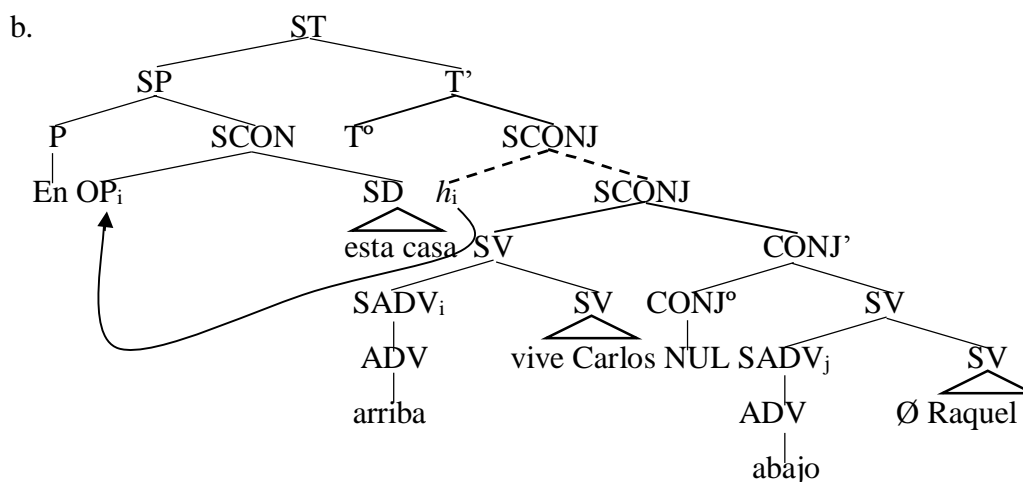 b. ST
SP T’
P SCON Tº SCONJ
En OPi SD hi SCONJ
esta casa SV CONJ’
SADVi SV CONJº SV
ADV vive Carlos NUL SADVj SV
arriba ADV Ø Raquel
abajo